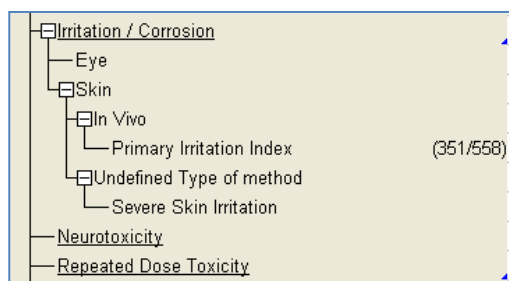 Irritation / Corrosion
Eye
Skin
In Vivo
Primary Irritation Index (351/558)
Undefined Type of method
Severe Skin Irritation
Neurotoxicity
Repeated Dose Toxicity